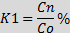 K1 = Cn/Co %